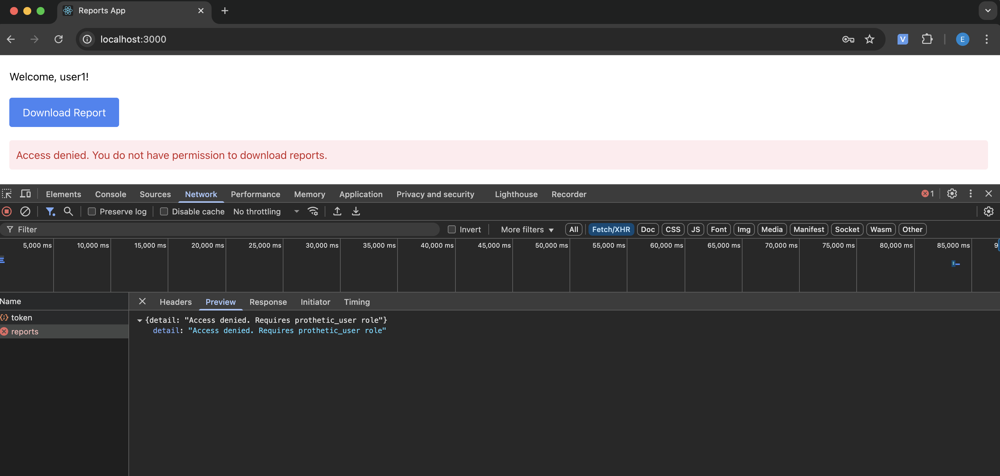 Reports App
localhost:3000
V
E
Welcome, user1!
Download Report
Access denied. You do not have permission to download reports.
Elements Console Sources Network Performance Memory Application Privacy and security Lighthouse Recorder 1
Preserve log Disable cache No throttling
Filter Invert More filters All Fetch/XHR Doc CSS JS Font Img Media Manifest Socket Wasm Other
5,000 ms 10,000 ms 15,000 ms 20,000 ms 25,000 ms 30,000 ms 35,000 ms 40,000 ms 45,000 ms 50,000 ms 55,000 ms 60,000 ms 65,000 ms 70,000 ms 75,000 ms 80,000 ms 85,000 ms 9
Name Headers Preview Response Initiator Timing
token
{detail: "Access denied. Requires prothetic_user role"}
reports
detail: "Access denied. Requires prothetic_user role"